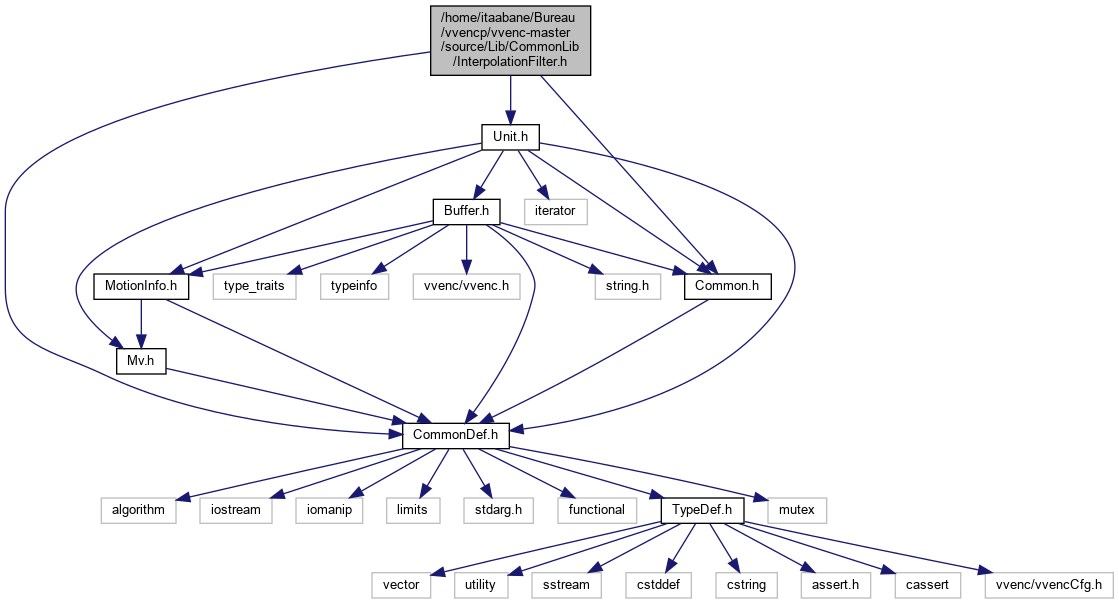 /home/itaabane/Bureau
/vvencp/vvenc-master
/source/Lib/CommonLib
/InterpolationFilter.h
Unit.h
Buffer.h
iterator
MotionInfo.h
type_traits
typeinfo
vvenc/vvenc.h
string.h
Common.h
Mv.h
CommonDef.h
algorithm
iostream
iomanip
limits
stdarg.h
functional
TypeDef.h
mutex
vector
utility
sstream
cstddef
cstring
assert.h
cassert
vvenc/vvencCfg.h